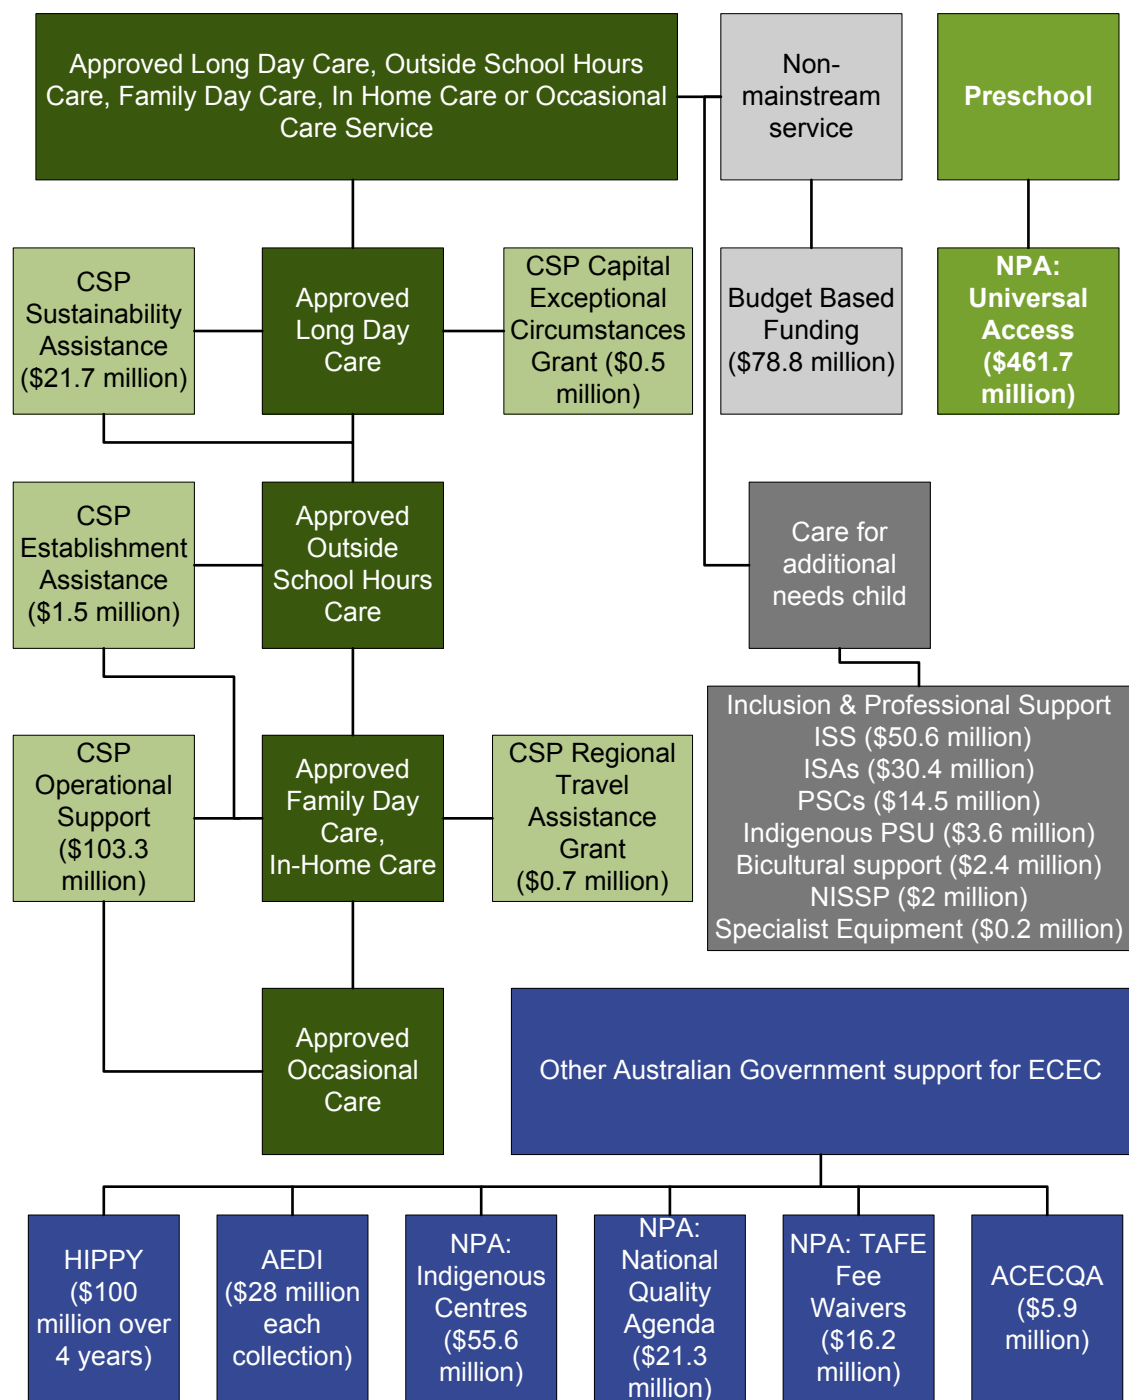 Approved Long Day Care, Outside School Hours
Care, Family Day Care, In Home Care or Occasional
Care Service
Non-
mainstream
service
Preschool
CSP
Sustainability
Assistance
($21.7 million)
Approved
Long Day
Care
CSP Capital
Exceptional
Circumstances
Grant ($0.5
million)
Budget Based
Funding
($78.8 million)
NPA:
Universal
Access
($461.7
million)
CSP
Establishment
Assistance
($1.5 million)
Approved
Outside
School Hours
Care
Care for
additional
needs child
CSP
Operational
Support
($103.3
million)
Approved
Family Day
Care,
In-Home Care
CSP Regional
Travel
Assistance
Grant
($0.7 million)
Inclusion & Professional Support
ISS ($50.6 million)
ISAs ($30.4 million)
PSCs ($14.5 million)
Indigenous PSU ($3.6 million)
Bicultural support ($2.4 million)
NISSP ($2 million)
Specialist Equipment ($0.2 million)
Approved
Occasional
Care
Other Australian Government support for ECEC
HIPPY
($100
million over
4 years)
AEDI
($28 million
each
collection)
NPA:
Indigenous
Centres
($55.6
million)
NPA:
National
Quality
Agenda
($21.3
million)
NPA: TAFE
Fee
Waivers
($16.2
million)
ACECQA
($5.9
million)